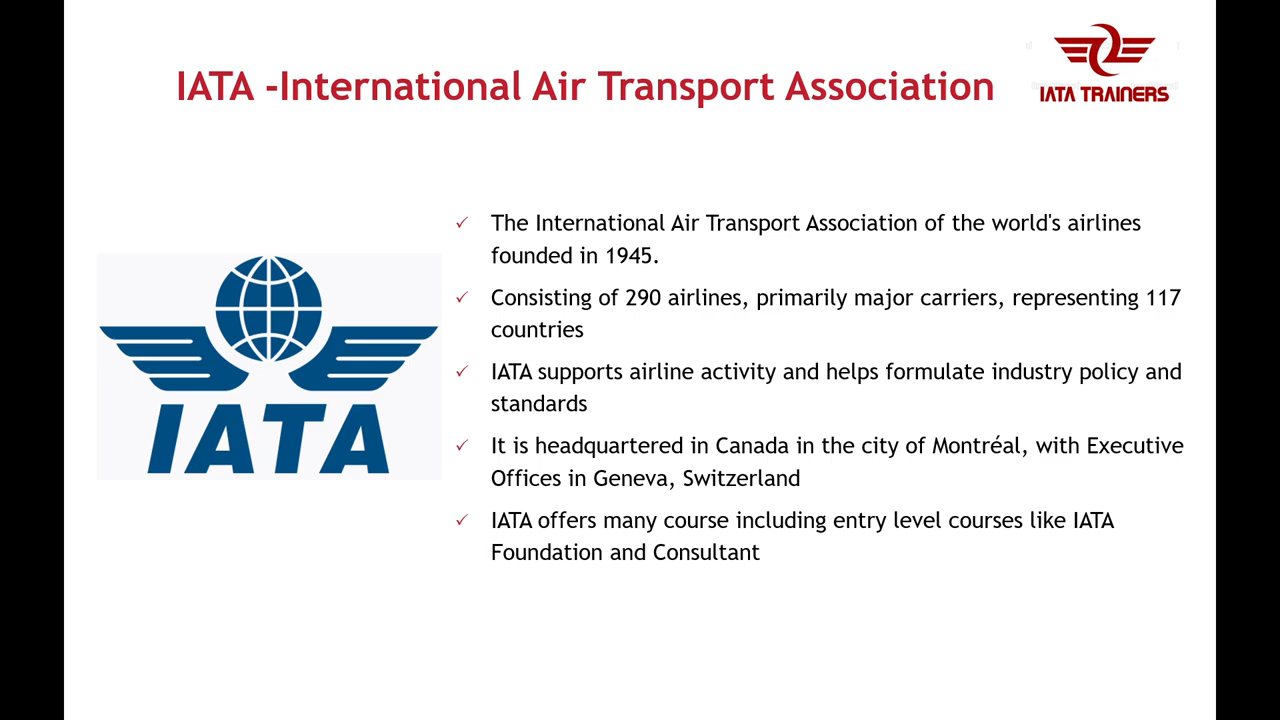 IATA -International Air Transport Association
IATA TRAINERS
The International Air Transport Association of the world's airlines
founded in 1945.
Consisting of 290 airlines, primarily major carriers, representing 117
countries
IATA supports airline activity and helps formulate industry policy and
standards
It is headquartered in Canada in the city of Montréal, with Executive
Offices in Geneva, Switzerland
IATA offers many course including entry level courses like IATA
Foundation and Consultant
IATA